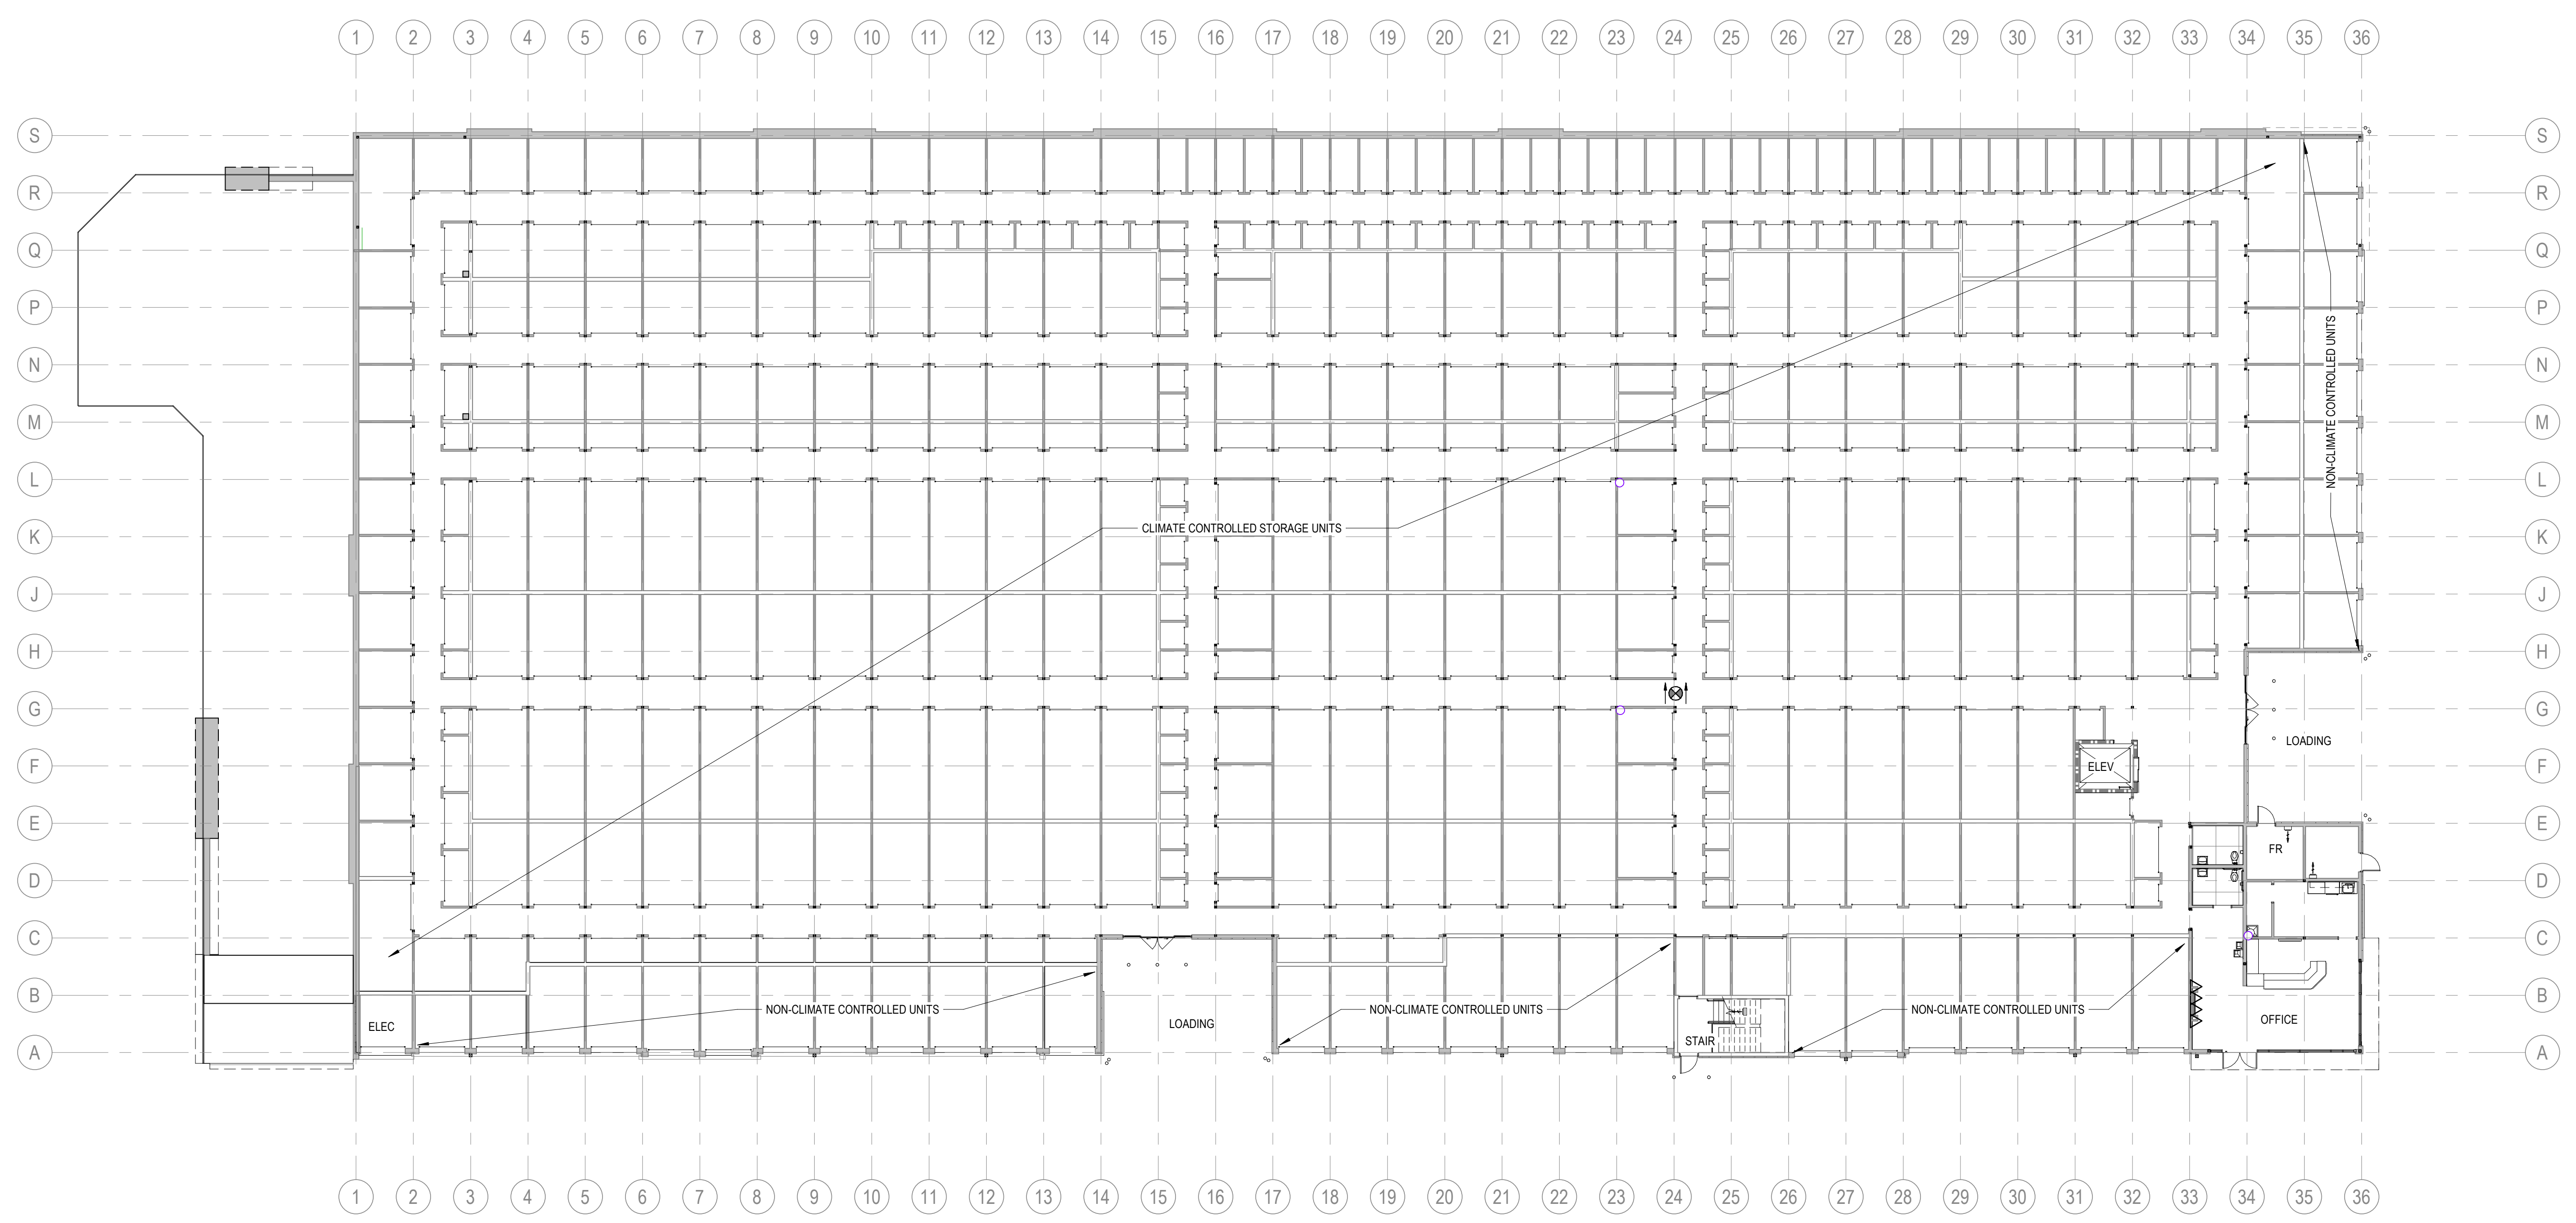 1 2 3 4 5 6 7 8 9 10 11 12 13 14 15 16 17 18 19 20 21 22 23 24 25 26 27 28 29 30 31 32 33 34 35 36
S S
R R
Q Q
P P
NON-CLIMATE CONTROLLED UNITS
N N
M M
L L
CLIMATE CONTROLLED STORAGE UNITS
K K
J J
H H
G G
LOADING
F ELEV F
E E
FR
D D
C C
B B
NON-CLIMATE CONTROLLED UNITS NON-CLIMATE CONTROLLED UNITS NON-CLIMATE CONTROLLED UNITS
ELEC LOADING OFFICE
STAIR
A A
1 2 3 4 5 6 7 8 9 10 11 12 13 14 15 16 17 18 19 20 21 22 23 24 25 26 27 28 29 30 31 32 33 34 35 36